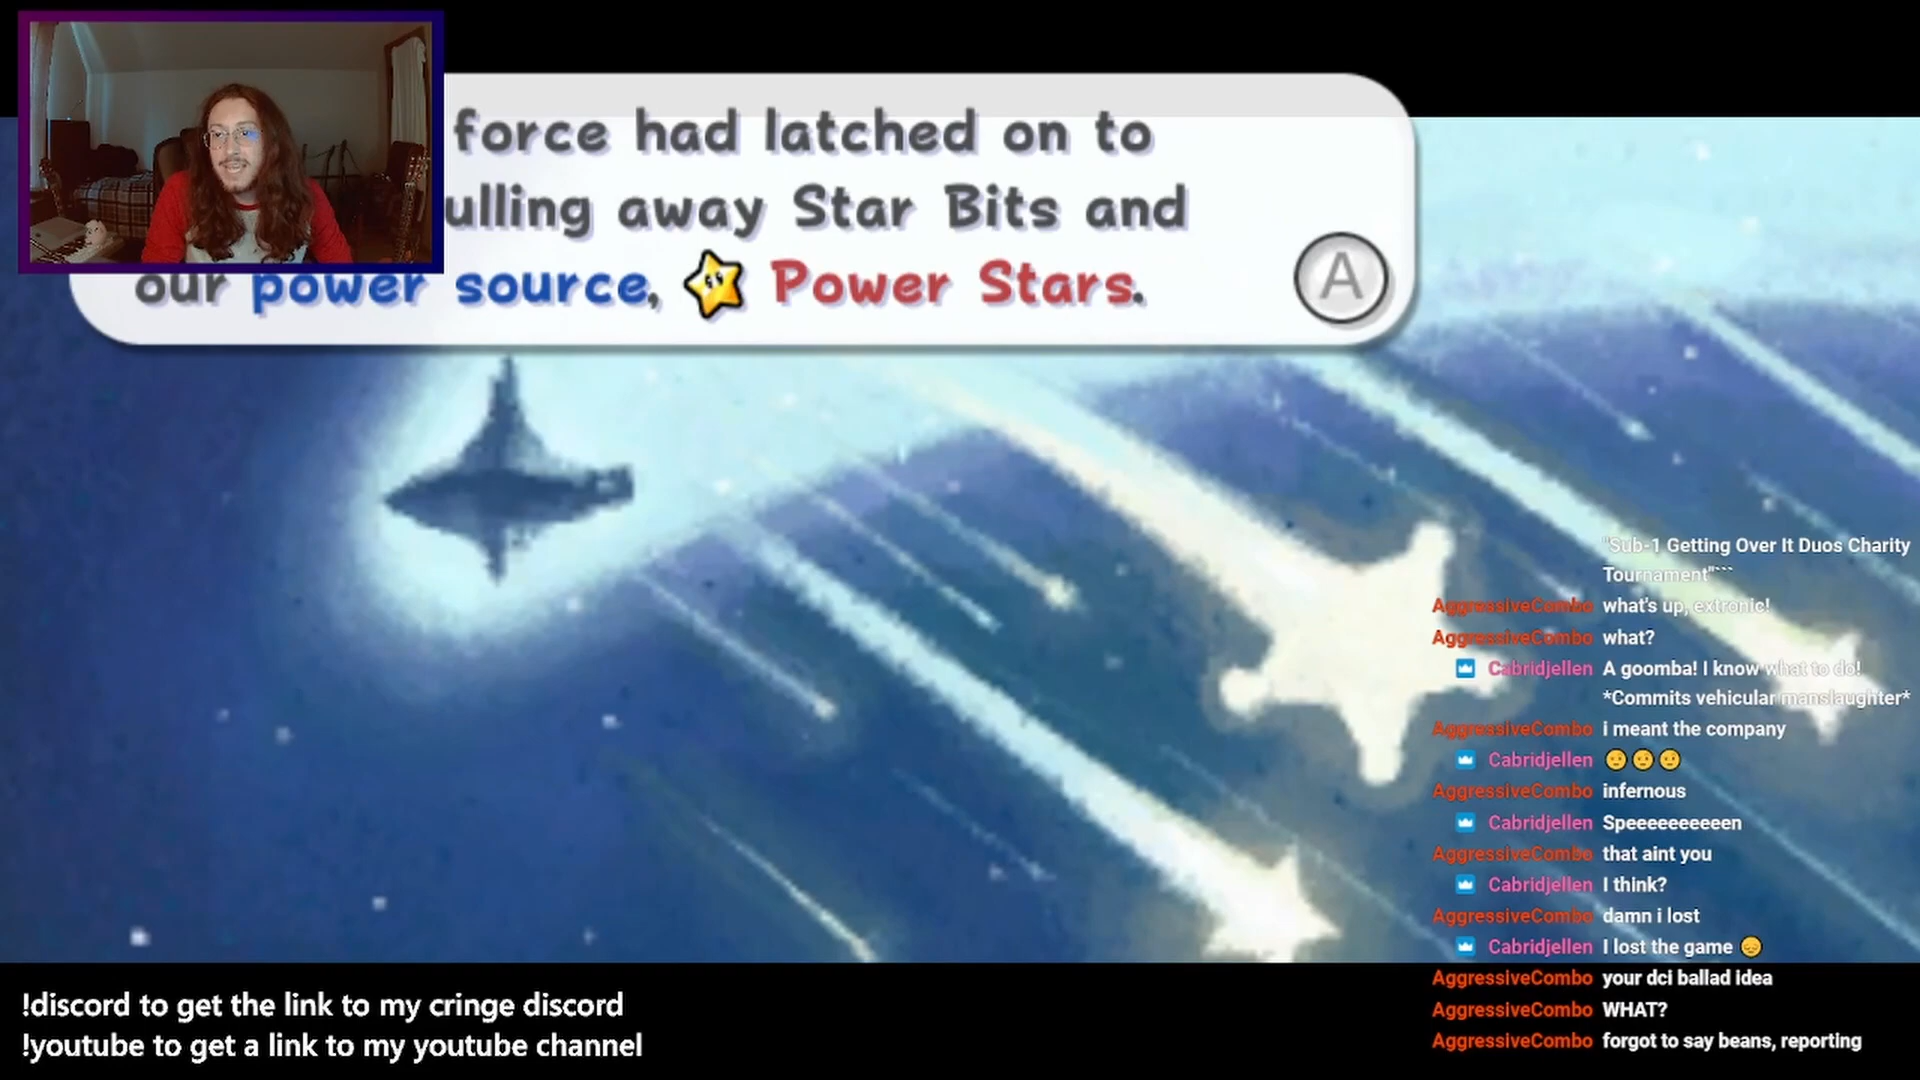 force had latched on to
ulling away Star Bits and
our power source, Power Stars.
A
"Sub-1 Getting Over It Duos Charity
Tournament"```
AggressiveCombo what's up, extronic!
AggressiveCombo what?
Cabridjellen A goomba! I know what to do!
*Commits vehicular manslaughter*
AggressiveCombo i meant the company
Cabridjellen 🫤🫤🫤
AggressiveCombo infernous
Cabridjellen Speeeeeeeeeen
AggressiveCombo that aint you
Cabridjellen I think?
AggressiveCombo damn i lost
Cabridjellen I lost the game 😔
AggressiveCombo your dci ballad idea
AggressiveCombo WHAT?
AggressiveCombo forgot to say beans, reporting
!discord to get the link to my cringe discord
!youtube to get a link to my youtube channel